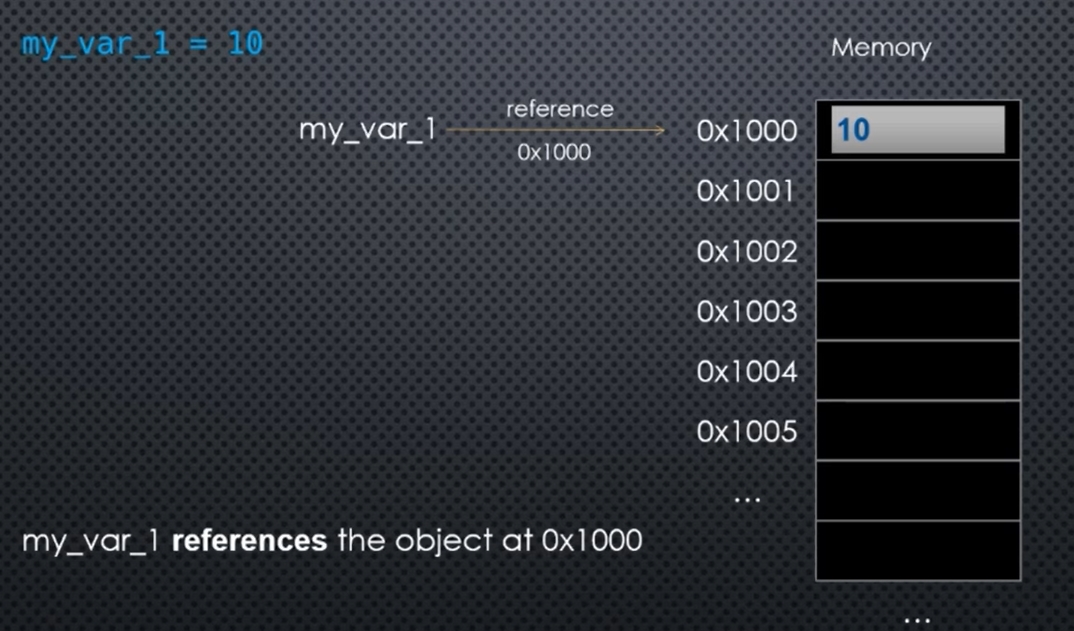 my_var_1 = 10
Memory
reference
my_var_1
0x1000
0x1000
10
0x1001
0x1002
0x1003
0x1004
0x1005
...
my_var_1 references the object at 0x1000
...